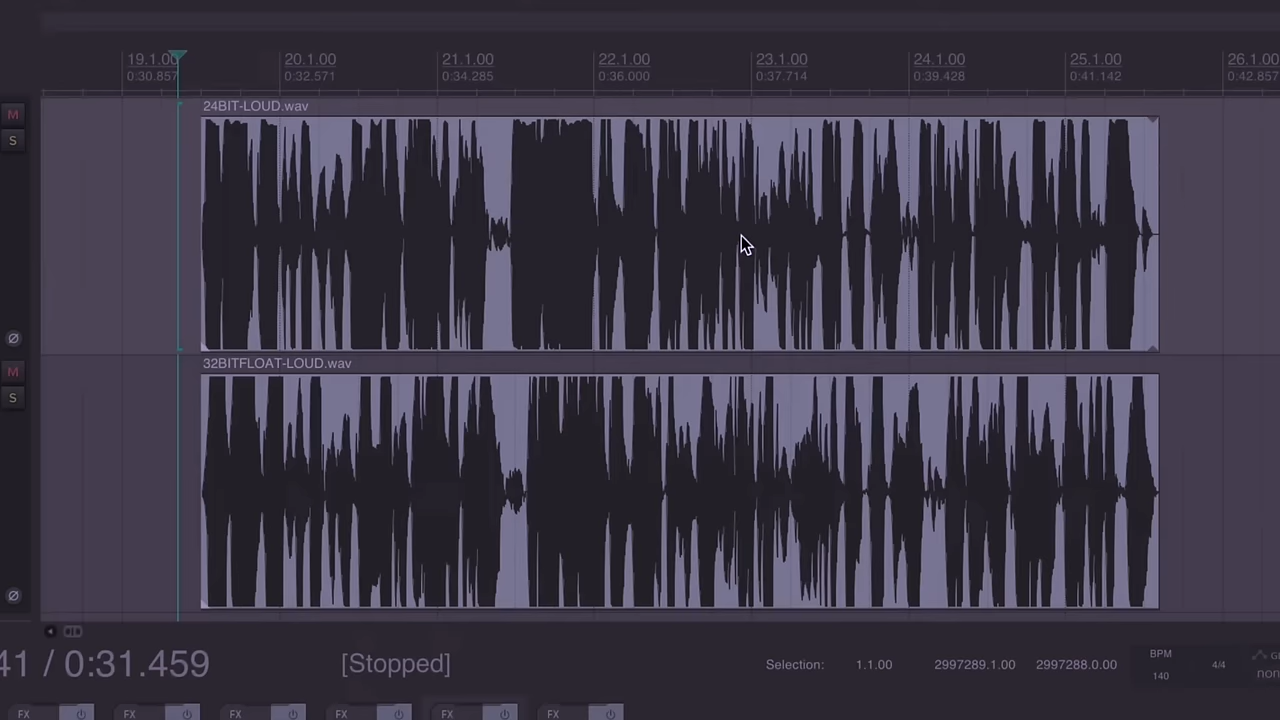 19.1.00 20.1.00 21.1.00 22.1.00 23.1.00 24.1.00 25.1.00 26.1.00
0:30.857 0:32.571 0:34.285 0:36.000 0:37.714 0:39.428 0:41.142 0:42.857
24BIT-LOUD.wav
M
S
Ø
32BITFLOAT-LOUD.wav
M
S
Ø
41 / 0:31.459 [Stopped] Selection: 1.1.00 2997289.1.00 2997288.0.00 BPM 140 4/4
FX FX FX FX FX FX